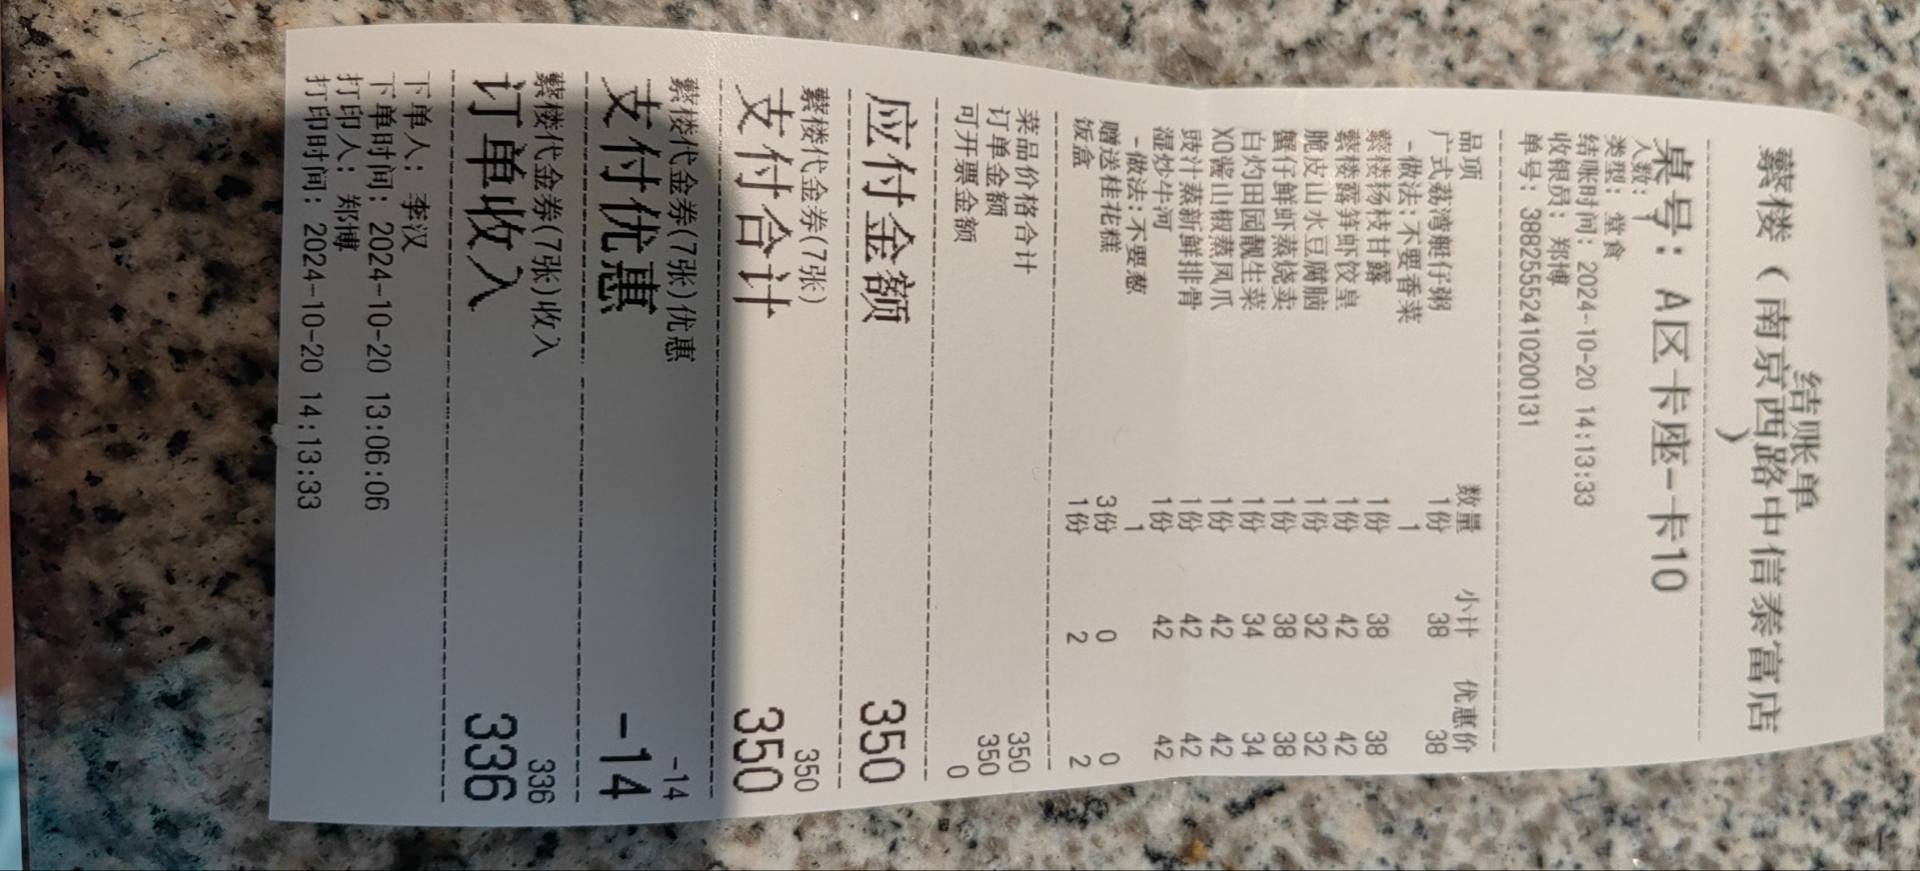 结账单
蘩楼（南京西路中信泰富店
）
桌号：A区卡座-卡10
人数：1
类型：堂食
结账时间：2024-10-20 14:13:33
收银员：郑博
单号：38825552410200131
品项 数量 小计 优惠价
广式荔湾艇仔粥 1份 38 38
-做法:不要香菜 1
蘩楼杨枝甘露 1份 38 38
蘩楼露笋虾饺皇 1份 42 42
脆皮山水豆腐脑 1份 32 32
蟹仔鲜虾蒸烧卖 1份 38 38
白灼田园靓生菜 1份 34 34
XO酱山椒蒸凤爪 1份 42 42
豉汁蒸新鲜排骨 1份 42 42
湿炒牛河 1份 42 42
-做法:不要葱 1
赠送桂花糕 3份 0 0
饭盒 1份 2 2
菜品价格合计 350
订单金额 350
可开票金额 0
应付金额 350
蘩楼代金券(7张) 350
支付合计 350
蘩楼代金券(7张)优惠 -14
支付优惠 -14
蘩楼代金券(7张)收入 336
订单收入 336
下单人：李汉
下单时间：2024-10-20 13:06:06
打印人：郑博
打印时间：2024-10-20 14:13:33